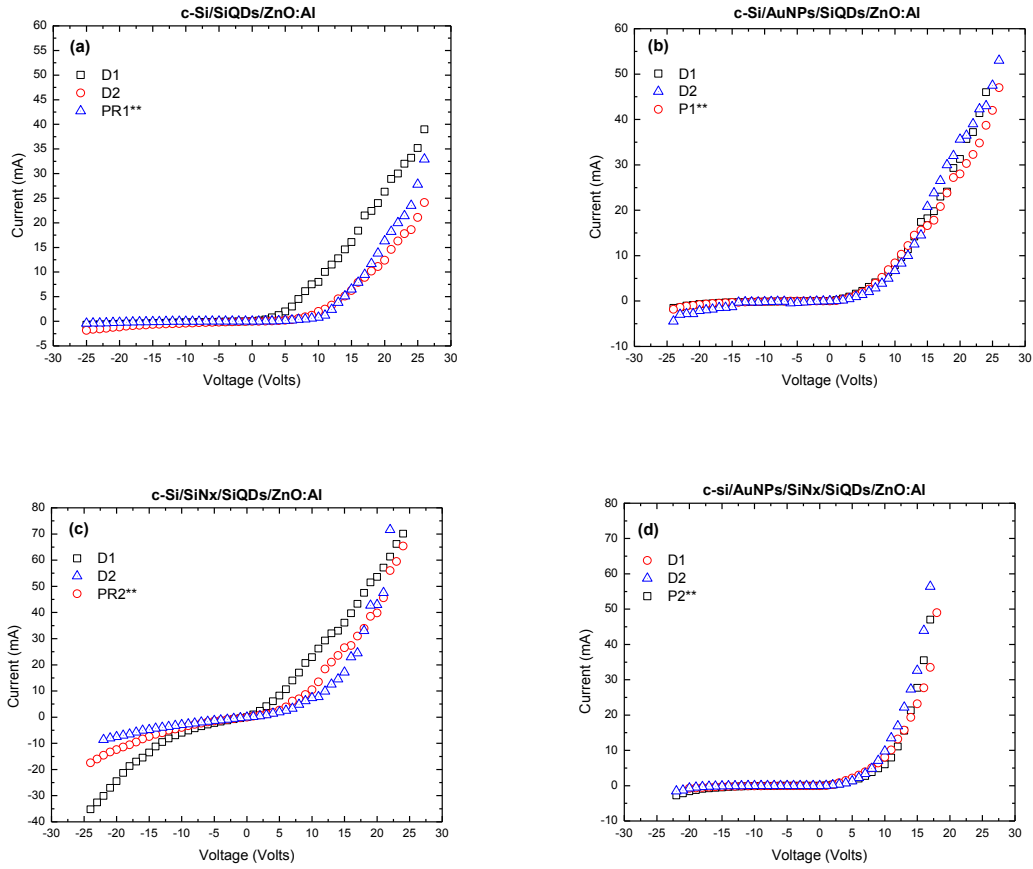 c-Si/SiQDs/ZnO:Al
(a)
D1
D2
PR1**
60
55
50
45
40
35
30
25
20
15
10
5
0
-5
Current (mA)
-30 -25 -20 -15 -10 -5 0 5 10 15 20 25 30
Voltage (Volts)
c-Si/AuNPs/SiQDs/ZnO:Al
(b)
D1
D2
P1**
60
50
40
30
20
10
0
-10
Current (mA)
-30 -25 -20 -15 -10 -5 0 5 10 15 20 25 30
Voltage (Volts)
c-Si/SiNx/SiQDs/ZnO:Al
(c)
D1
D2
PR2**
80
70
60
50
40
30
20
10
0
-10
-20
-30
-40
Current (mA)
-30 -25 -20 -15 -10 -5 0 5 10 15 20 25 30
Voltage (Volts)
c-si/AuNPs/SiNx/SiQDs/ZnO:Al
(d)
D1
D2
P2**
80
70
60
50
40
30
20
10
0
-10
Current (mA)
-30 -25 -20 -15 -10 -5 0 5 10 15 20 25 30
Voltage (Volts)